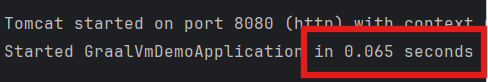 Tomcat started on port 8080 (http) with context
Started GraalVmDemoApplication in 0.065 seconds